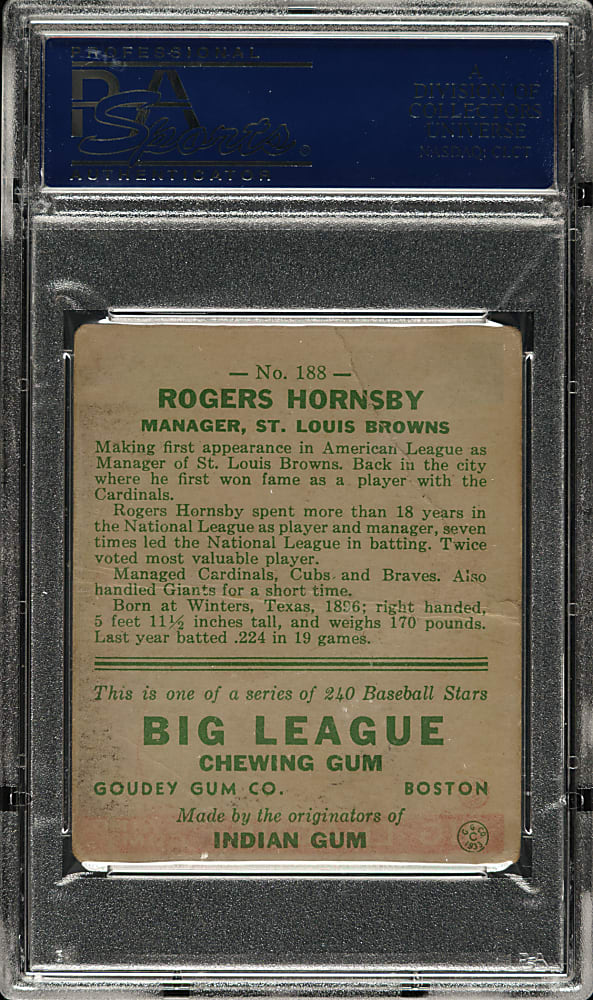 PROFESSIONAL
PSA
Sports
AUTHENTICATOR
A
DIVISION OF
COLLECTORS
UNIVERSE
NASDAQ: CLCT
— No. 188 —
ROGERS HORNSBY
MANAGER, ST. LOUIS BROWNS
Making first appearance in American League as
Manager of St. Louis Browns. Back in the city
where he first won fame as a player with the
Cardinals.
Rogers Hornsby spent more than 18 years in
the National League as player and manager, seven
times led the National League in batting. Twice
voted most valuable player.
Managed Cardinals, Cubs and Braves. Also
handled Giants for a short time.
Born at Winters, Texas, 1896; right handed,
5 feet 11½ inches tall, and weighs 170 pounds.
Last year batted .224 in 19 games.
This is one of a series of 240 Baseball Stars
BIG LEAGUE
CHEWING GUM
GOUDEY GUM CO. BOSTON
Made by the originators of
INDIAN GUM
G. G. Co.
C
1933
PSA